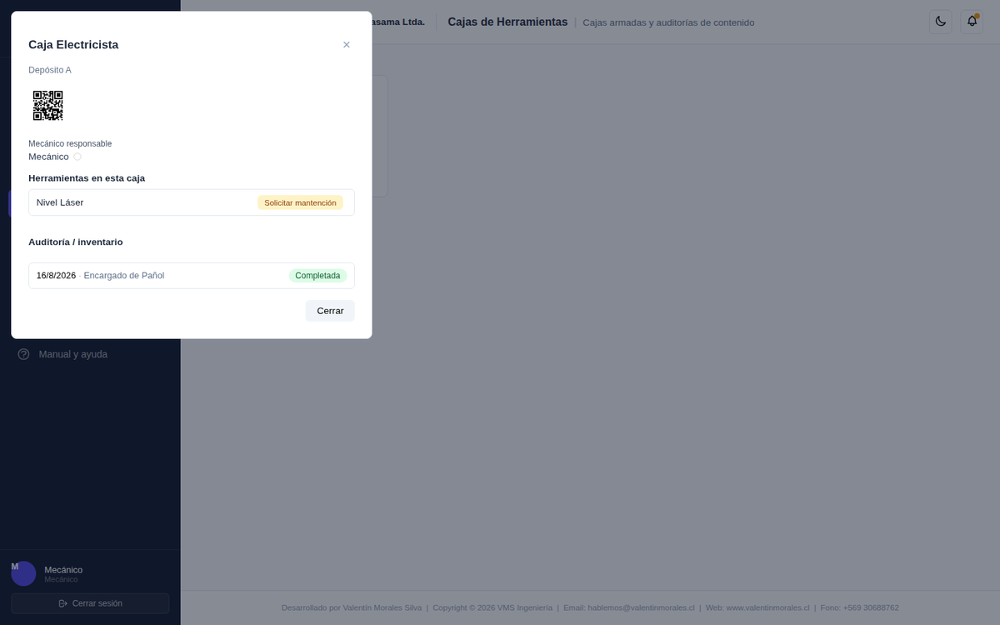 Caja Electricista
×
Depósito A
Mecánico responsable
Mecánico
Herramientas en esta caja
Nivel Láser
Solicitar mantención
Auditoría / inventario
16/8/2026 · Encargado de Pañol
Completada
Cerrar
asama Ltda.
Cajas de Herramientas | Cajas armadas y auditorías de contenido
Manual y ayuda
M
Mecánico
Mecánico
Cerrar sesión
Desarrollado por Valentín Morales Silva | Copyright © 2026 VMS Ingeniería | Email: hablemos@valentinmorales.cl | Web: www.valentinmorales.cl | Fono: +569 30688762